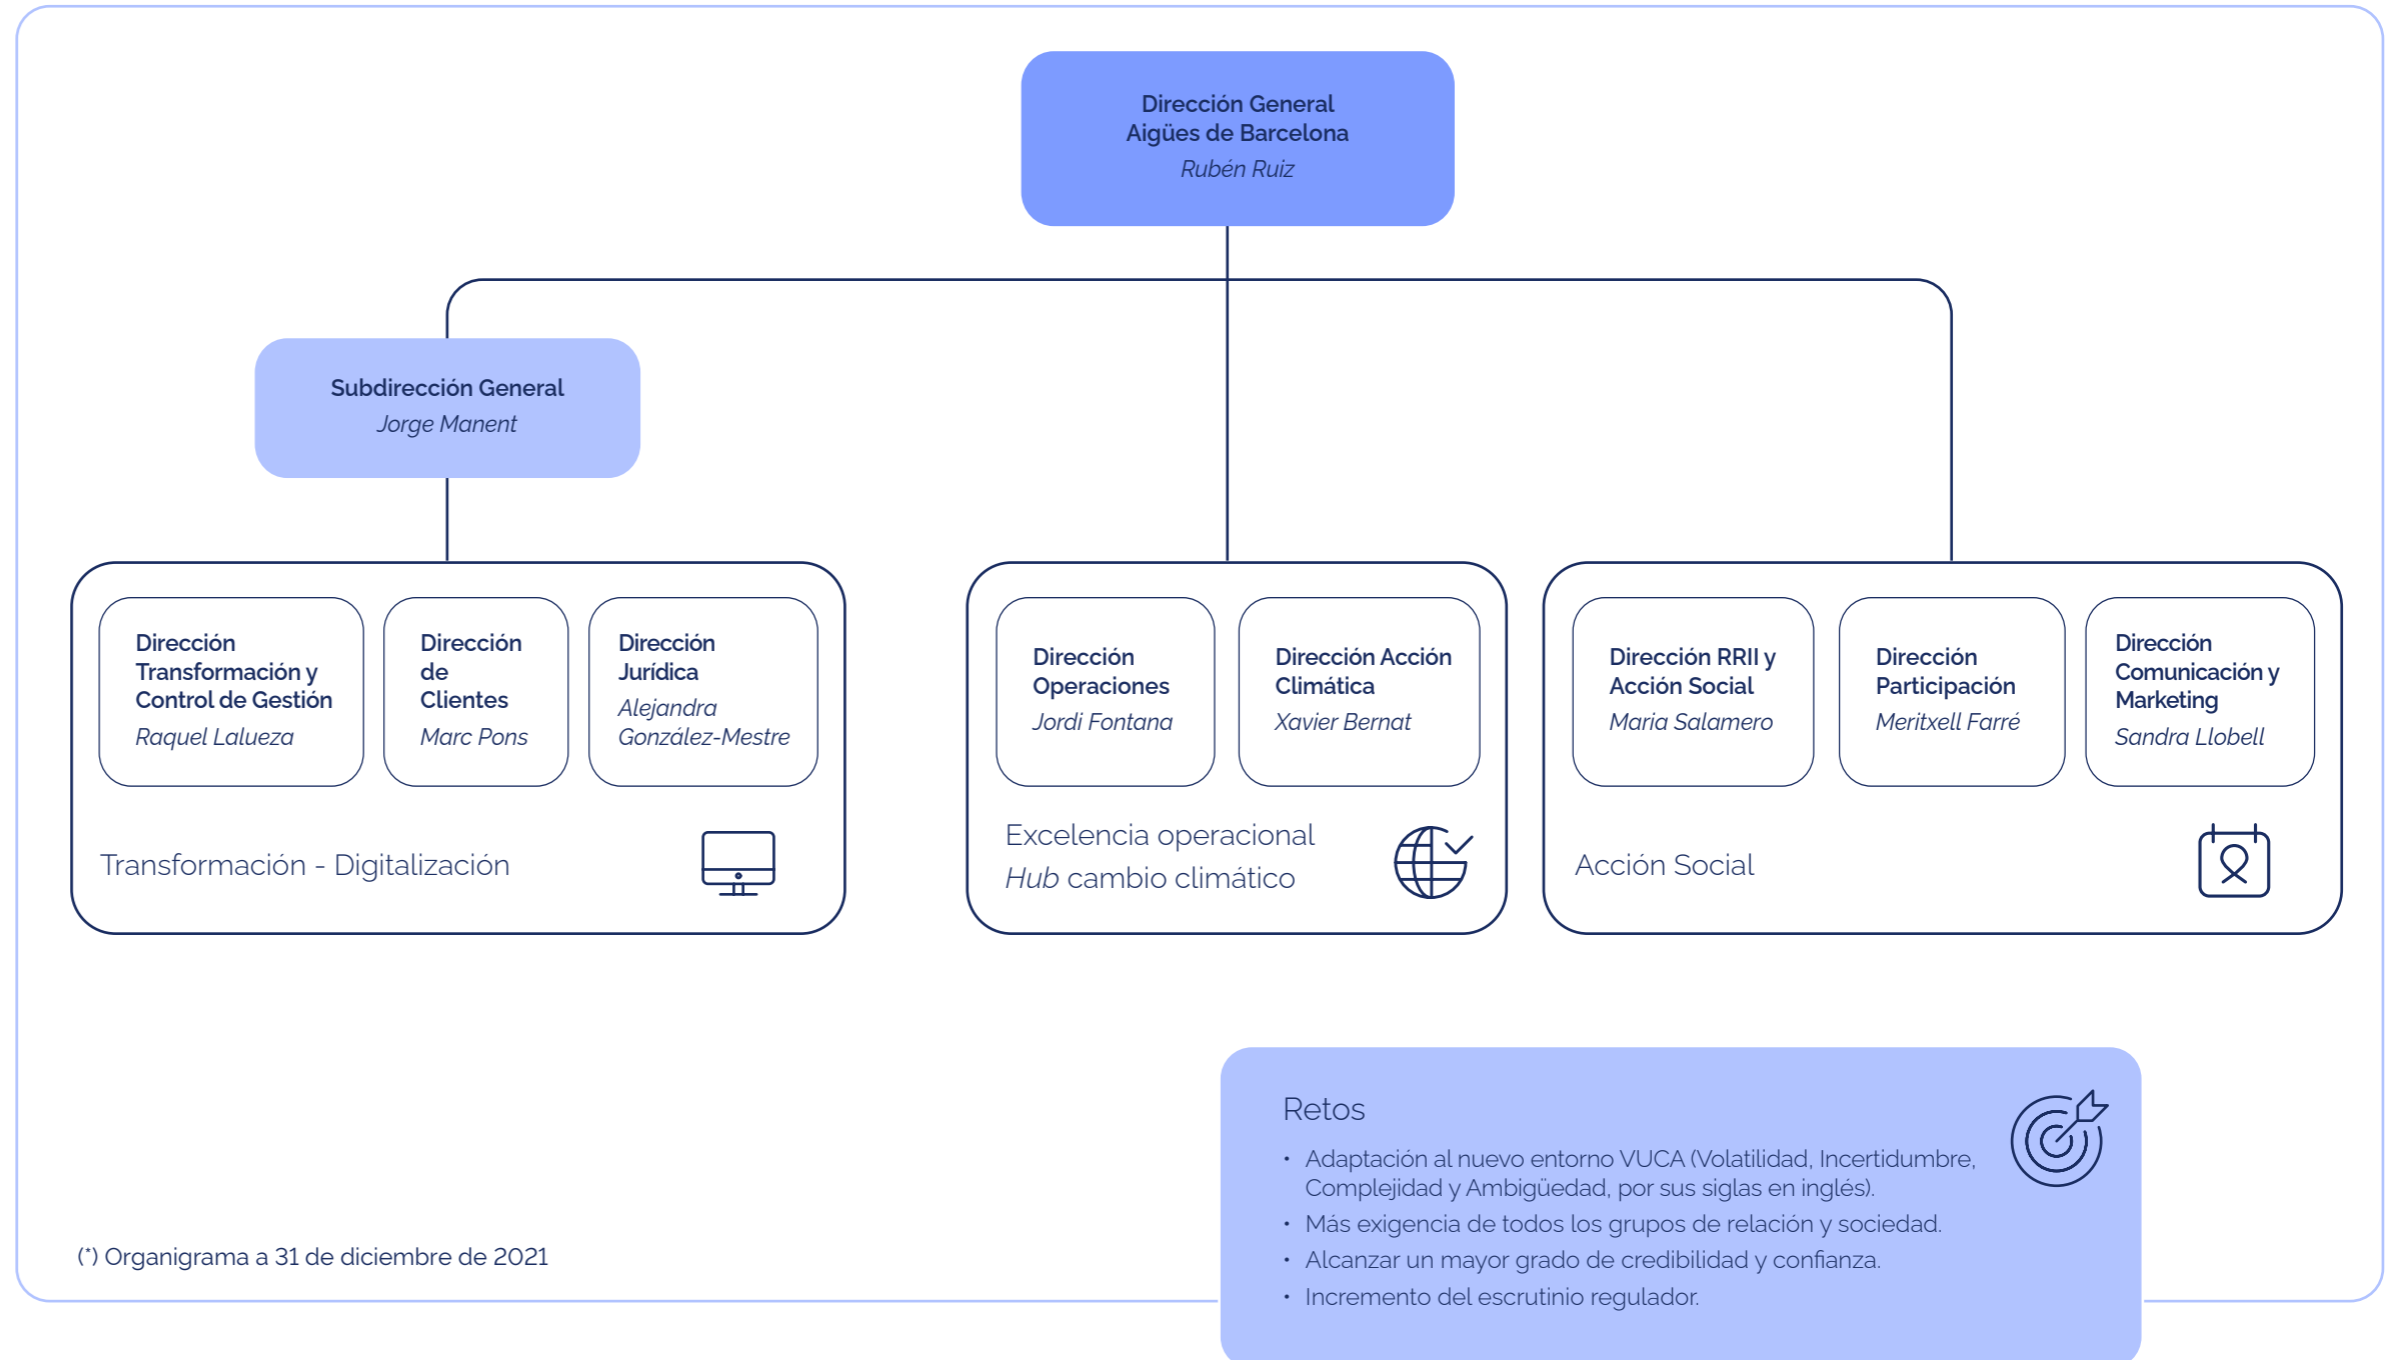 Dirección General
Aigües de Barcelona
Rubén Ruiz
Subdirección General
Jorge Manent
Dirección
Transformación y
Control de Gestión
Raquel Lalueza
Dirección
de
Clientes
Marc Pons
Dirección
Jurídica
Alejandra
González-Mestre
Transformación - Digitalización
Dirección
Operaciones
Jordi Fontana
Dirección Acción
Climática
Xavier Bernat
Excelencia operacional
Hub cambio climático
Dirección RRII y
Acción Social
Maria Salamero
Dirección
Participación
Meritxell Farré
Dirección
Comunicación y
Marketing
Sandra Llobell
Acción Social
Retos
• Adaptación al nuevo entorno VUCA (Volatilidad, Incertidumbre,
Complejidad y Ambigüedad, por sus siglas en inglés).
• Más exigencia de todos los grupos de relación y sociedad.
• Alcanzar un mayor grado de credibilidad y confianza.
• Incremento del escrutinio regulador.
(*) Organigrama a 31 de diciembre de 2021